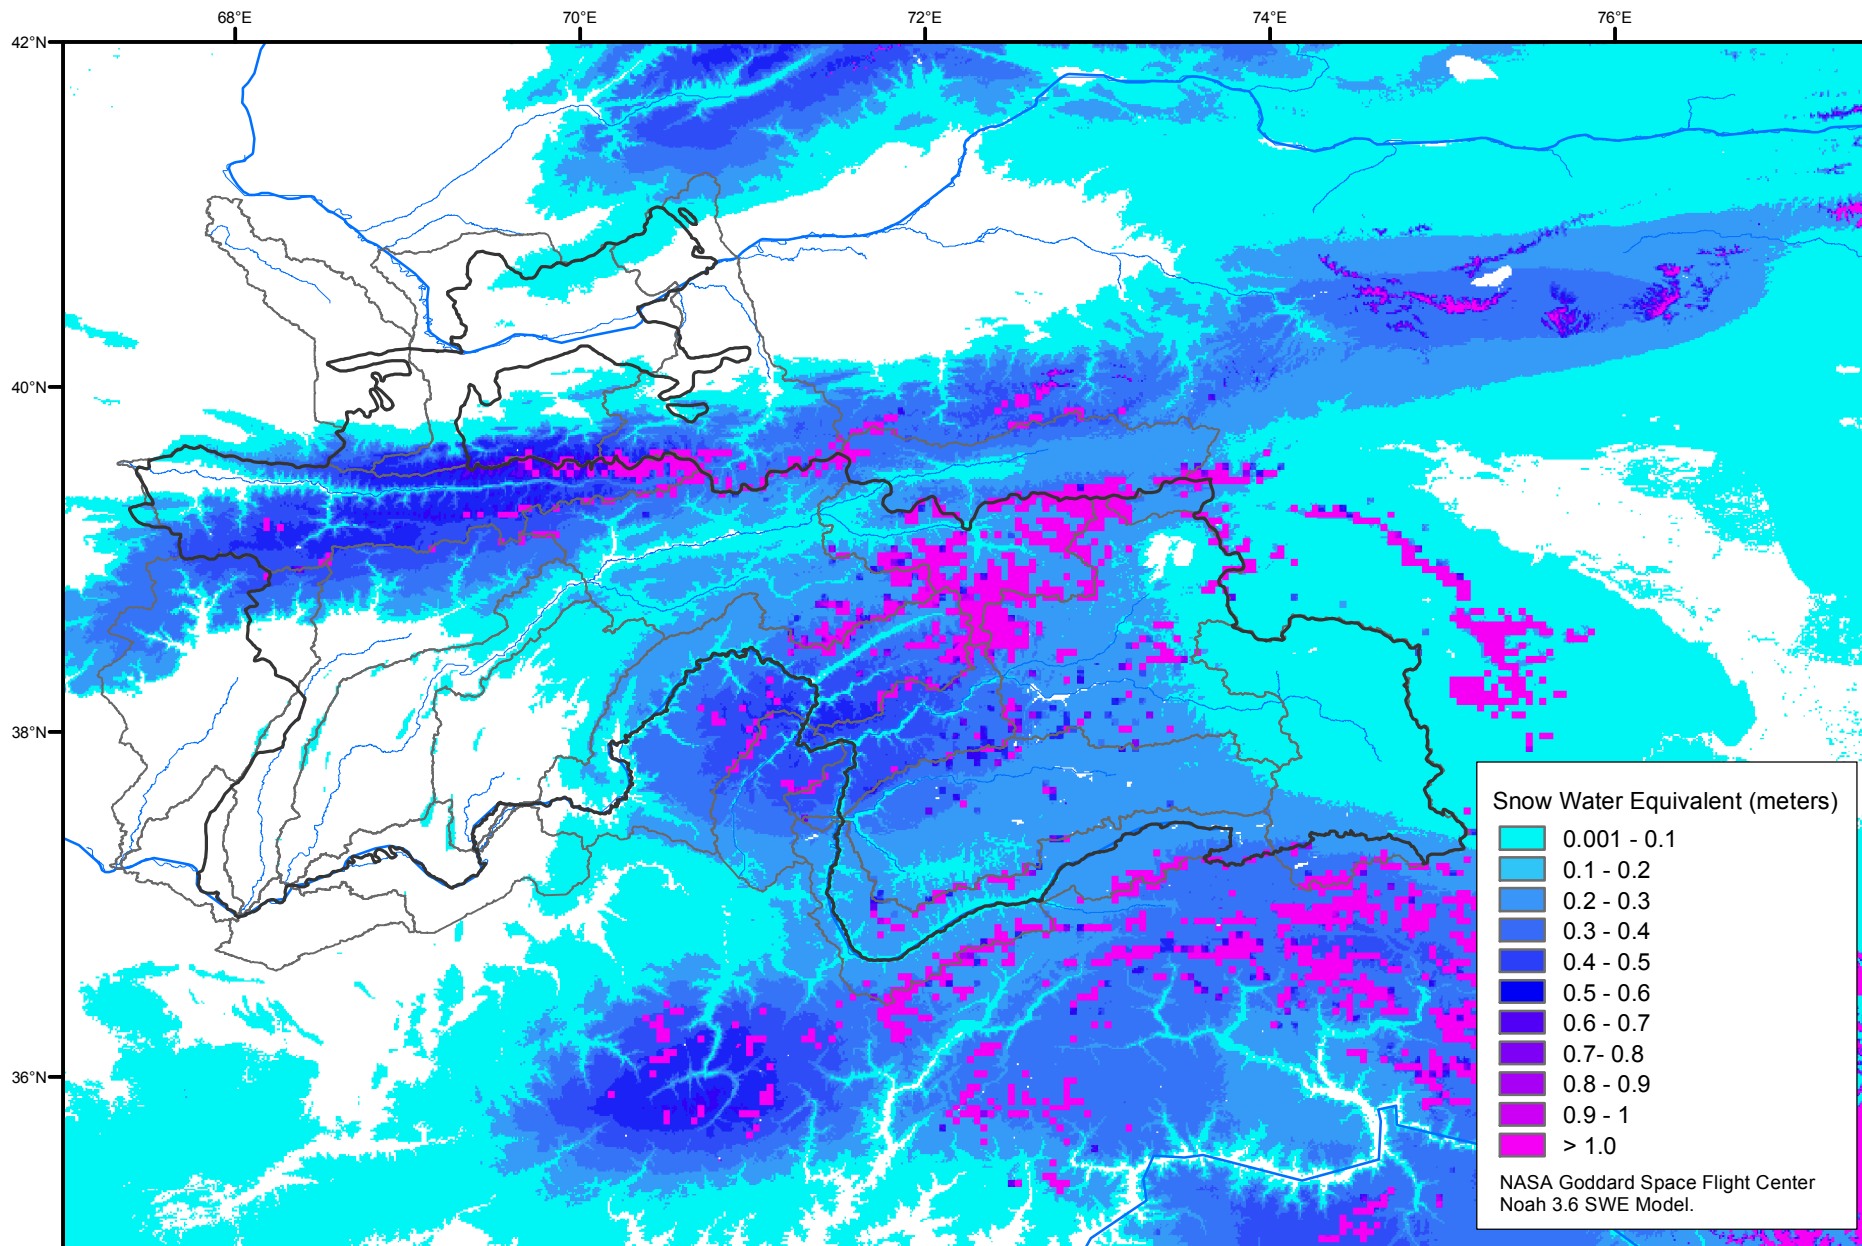 68°E
70°E
72°E
74°E
76°E
42°N
40°N
38°N
36°N
Snow Water Equivalent (meters)
0.001 - 0.1
0.1 - 0.2
0.2 - 0.3
0.3 - 0.4
0.4 - 0.5
0.5 - 0.6
0.6 - 0.7
0.7- 0.8
0.8 - 0.9
0.9 - 1
> 1.0
NASA Goddard Space Flight Center
Noah 3.6 SWE Model.